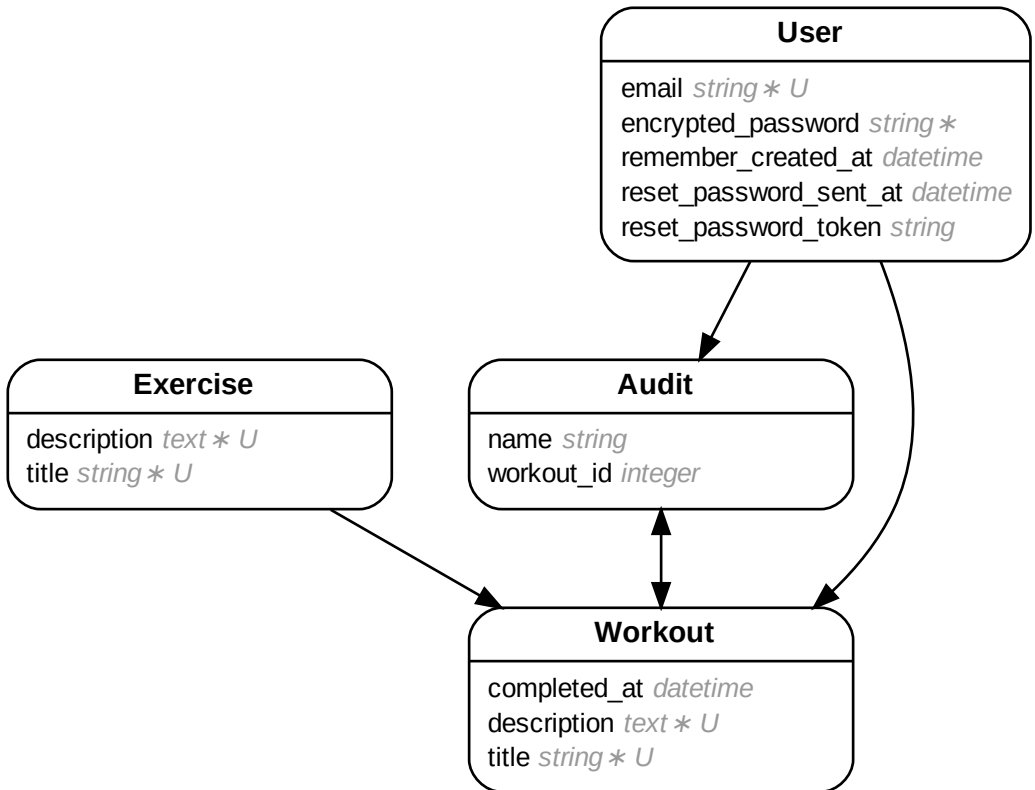 User
email string∗ U
encrypted_password string∗
remember_created_at datetime
reset_password_sent_at datetime
reset_password_token string
Exercise
description text∗ U
title string∗ U
Audit
name string
workout_id integer
Workout
completed_at datetime
description text∗ U
title string∗ U